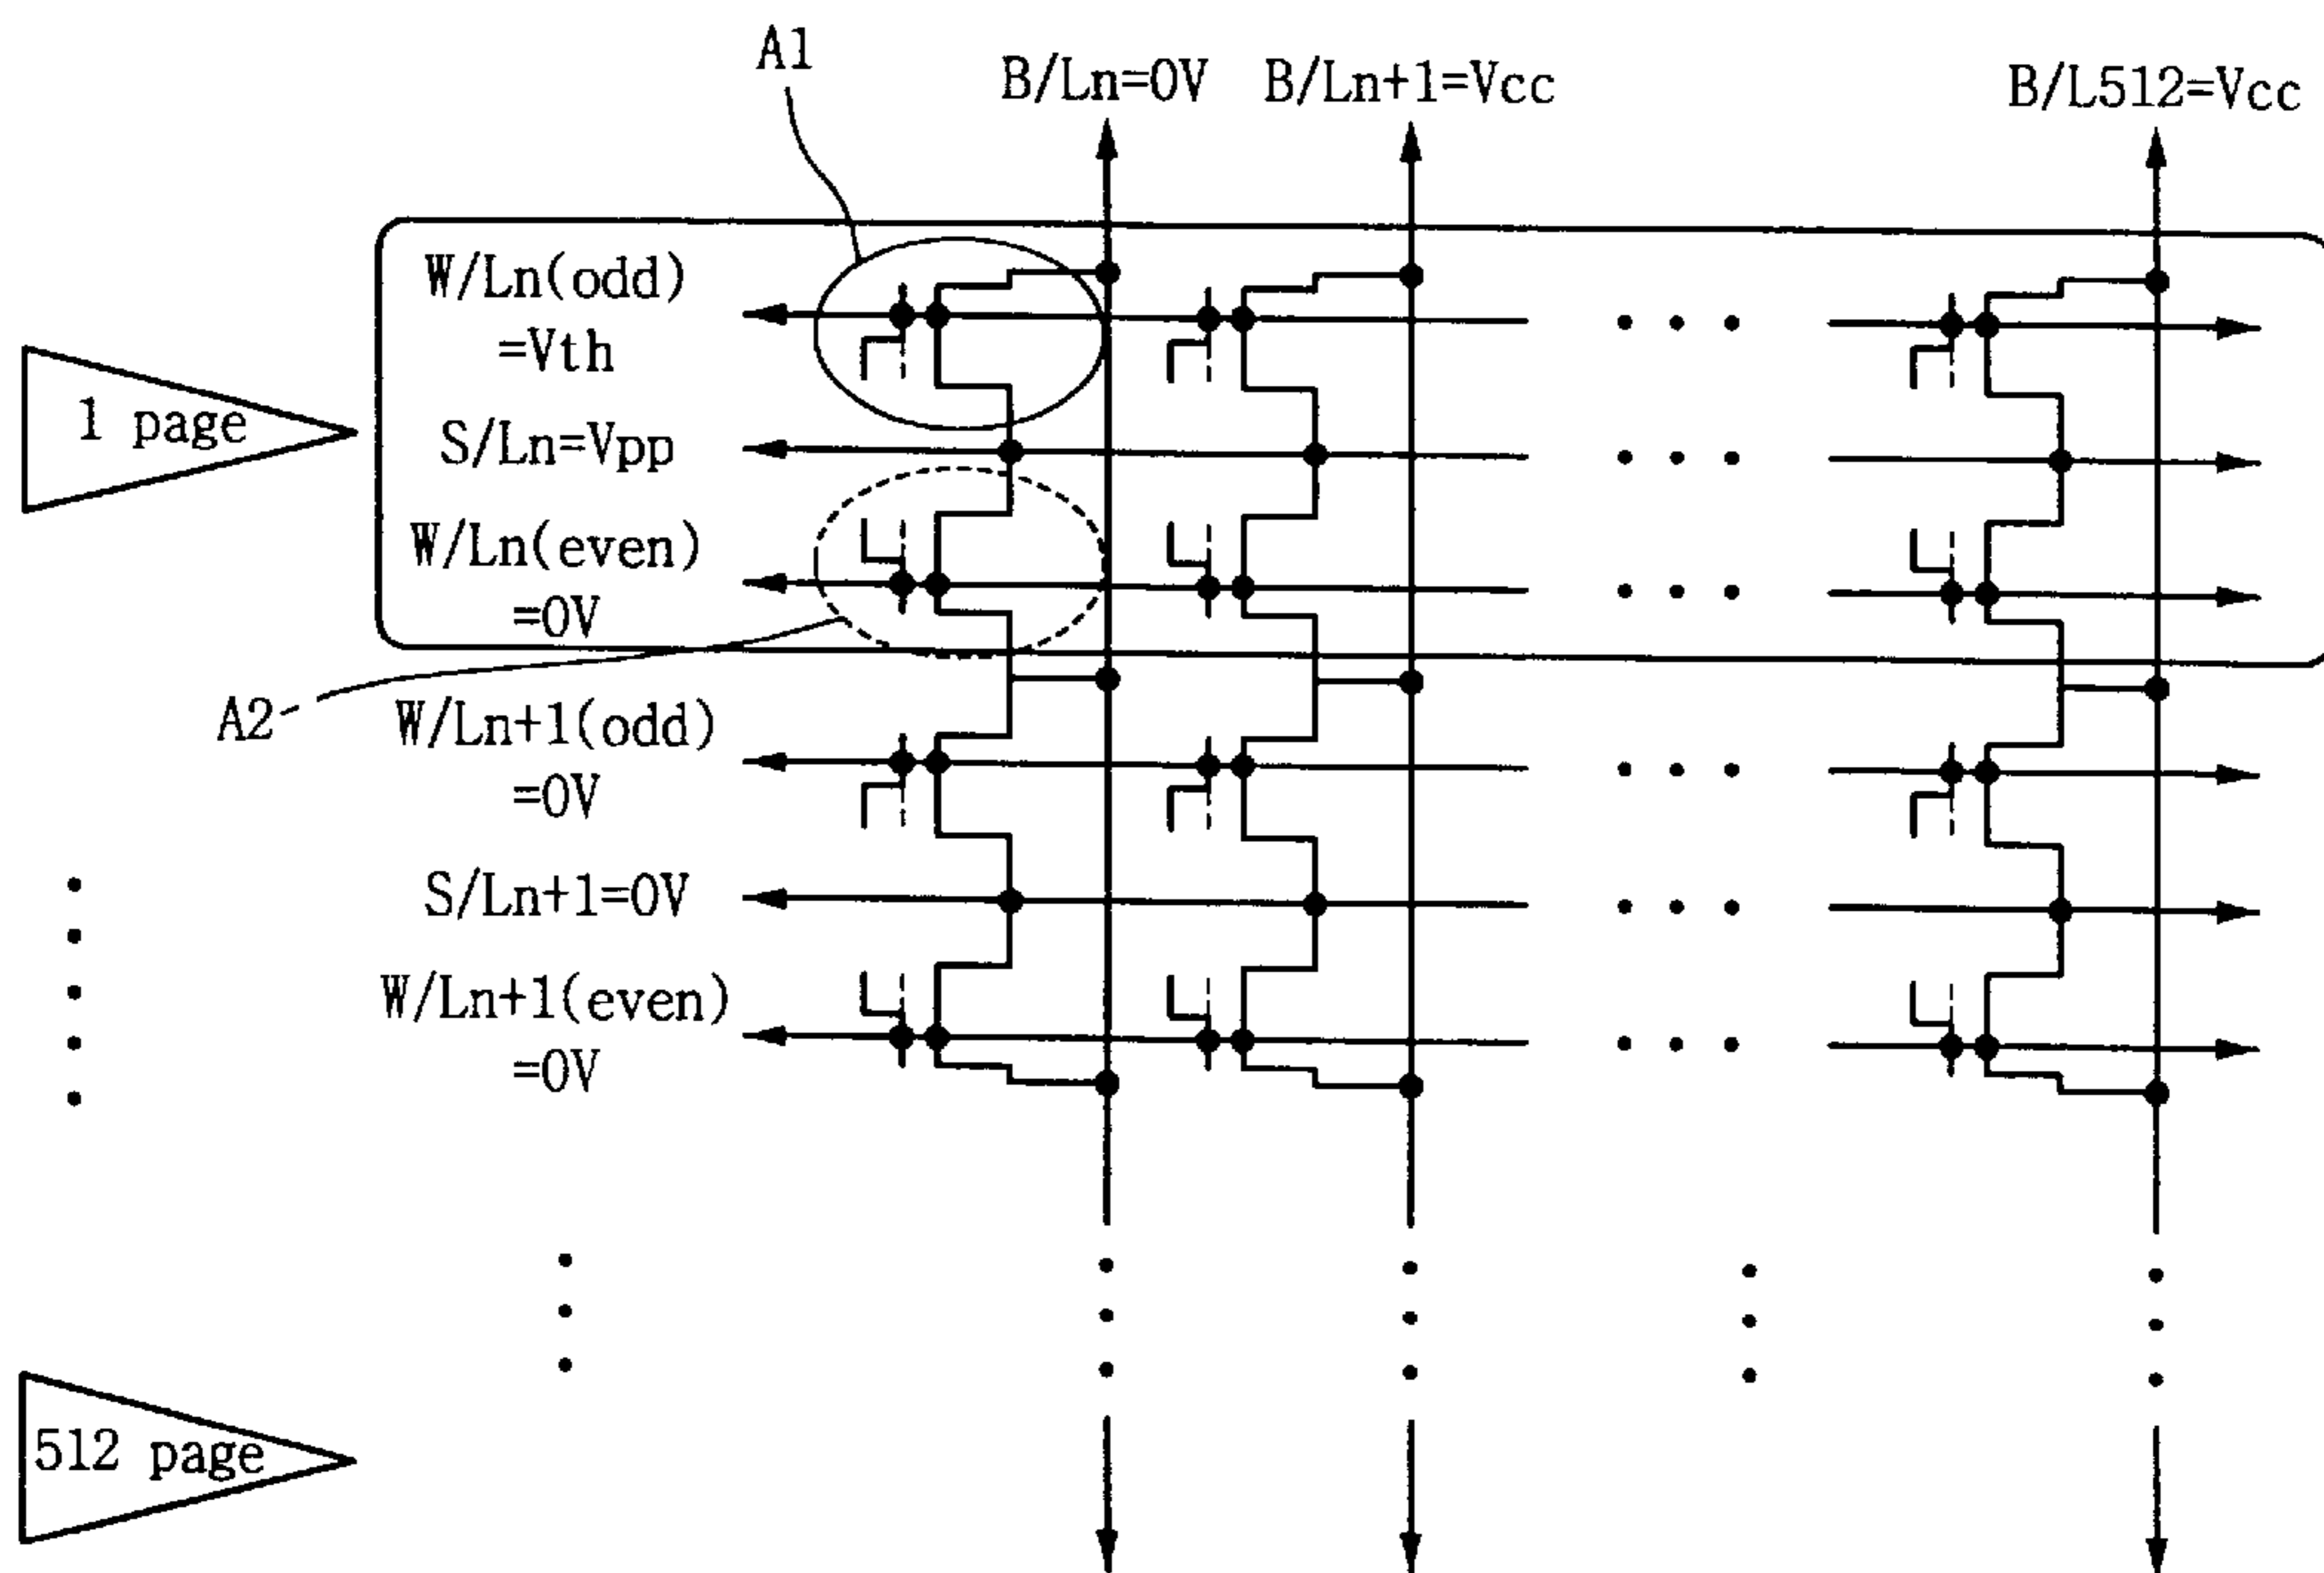 A1
B/Ln=0V
B/Ln+1=Vcc
B/L512=Vcc
W/Ln(odd)
=Vth
1 page
S/Ln=Vpp
W/Ln(even)
=0V
A2
W/Ln+1(odd)
=0V
S/Ln+1=0V
W/Ln+1(even)
=0V
512 page